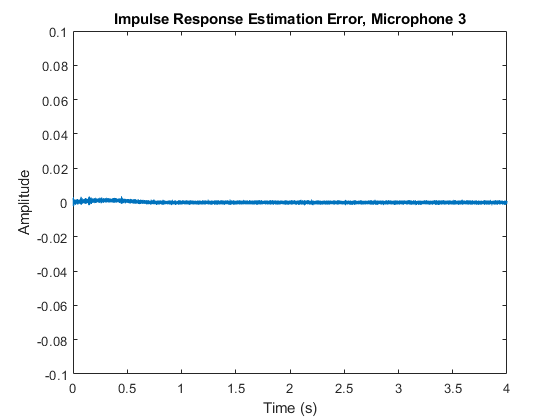 Impulse Response Estimation Error, Microphone 3
0.1
0.08
0.06
0.04
0.02
0
-0.02
-0.04
-0.06
-0.08
-0.1
Amplitude
0 0.5 1 1.5 2 2.5 3 3.5 4
Time (s)